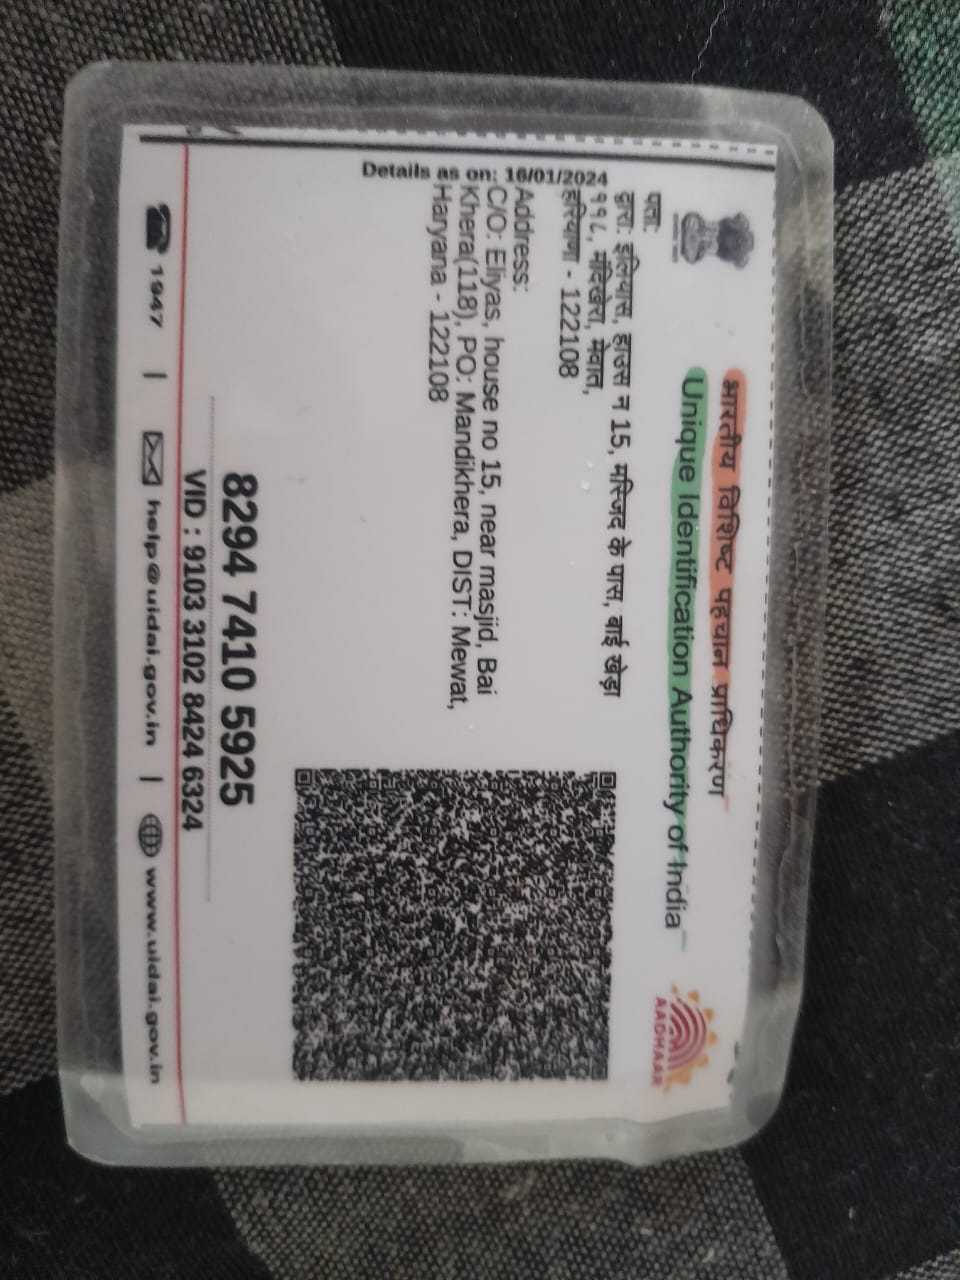 भारतीय विशिष्ट पहचान प्राधिकरण
Unique Identification Authority of India
AADHAAR
Details as on: 16/01/2024
पता:
द्वारा: इलियास, हाउस न 15, मस्जिद के पास, बाई खेड़ा
११८, मंदिखेरा, मेवात,
हरियाणा - 122108
Address:
C/O: Eliyas, house no 15, near masjid, Bai
Khera(118), PO: Mandikhera, DIST: Mewat,
Haryana - 122108
8294 7410 5925
VID : 9103 3102 8424 6324
1947 | help@uidai.gov.in | www.uidai.gov.in